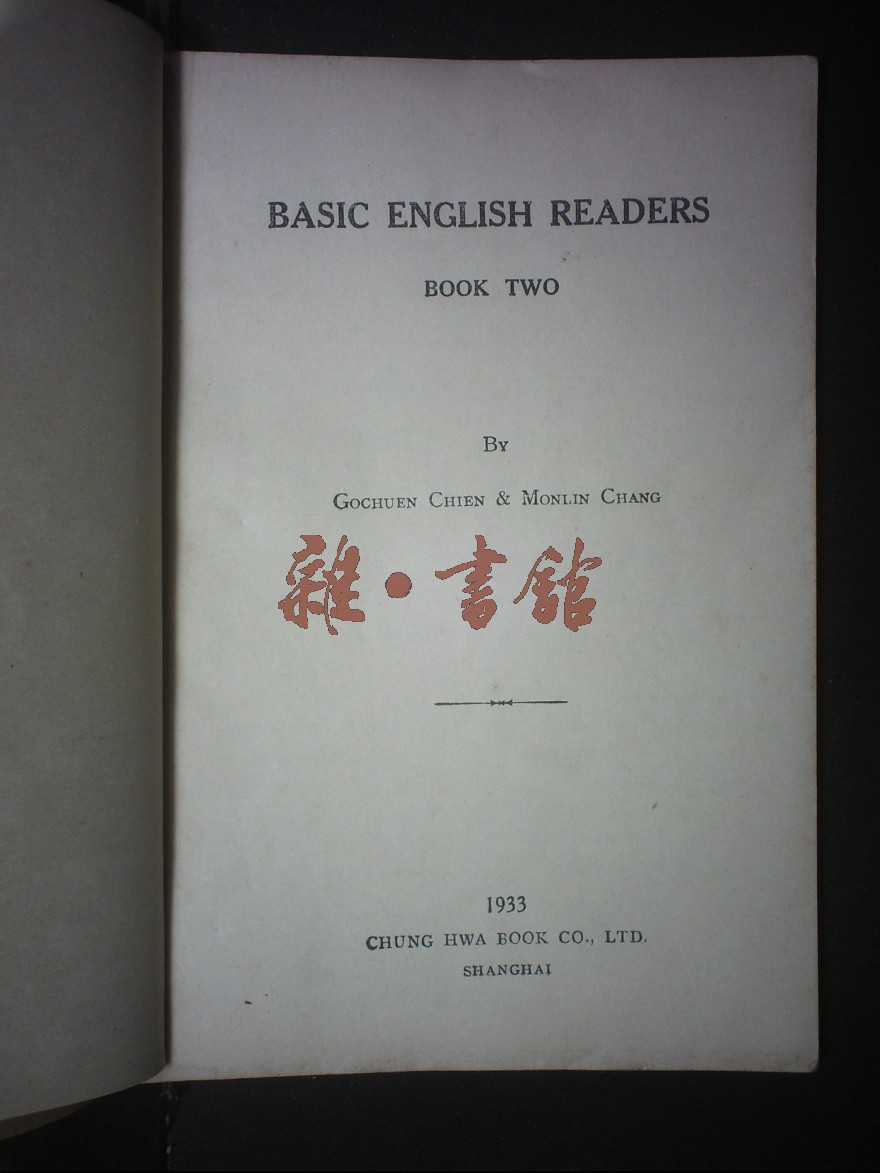 BASIC ENGLISH READERS
BOOK TWO
By
Gochuen Chien & Monlin Chang
雜·書館
1933
CHUNG HWA BOOK CO., LTD.
SHANGHAI